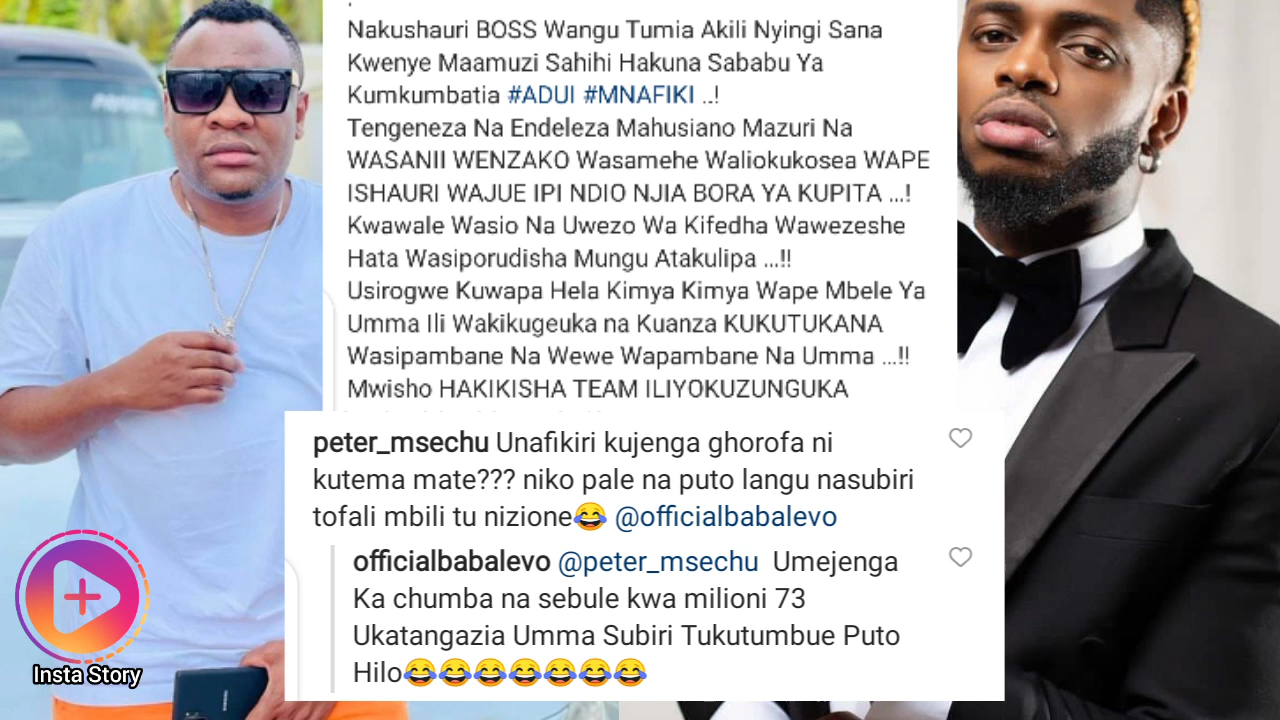 Nakushauri BOSS Wangu Tumia Akili Nyingi Sana
Kwenye Maamuzi Sahihi Hakuna Sababu Ya
Kumkumbatia #ADUI #MNAFIKI ..!
Tengeneza Na Endeleza Mahusiano Mazuri Na
WASANII WENZAKO Wasamehe Waliokukosea WAPE
ISHAURI WAJUE IPI NDIO NJIA BORA YA KUPITA ...!
Kwawale Wasio Na Uwezo Wa Kifedha Wawezeshe
Hata Wasiporudisha Mungu Atakulipa ...!!
Usirogwe Kuwapa Hela Kimya Kimya Wape Mbele Ya
Umma Ili Wakikugeuka na Kuanza KUKUTUKANA
Wasipambane Na Wewe Wapambane Na Umma ...!!
Mwisho HAKIKISHA TEAM ILIYOKUZUNGUKA
peter_msechu Unafikiri kujenga ghorofa ni
kutema mate??? niko pale na puto langu nasubiri
tofali mbili tu nizione😂 @officialbabalevo
officialbabalevo @peter_msechu Umejenga
Ka chumba na sebule kwa milioni 73
Ukatangazia Umma Subiri Tukutumbue Puto
Hilo😂😂😂😂😂😂😂
Insta Story